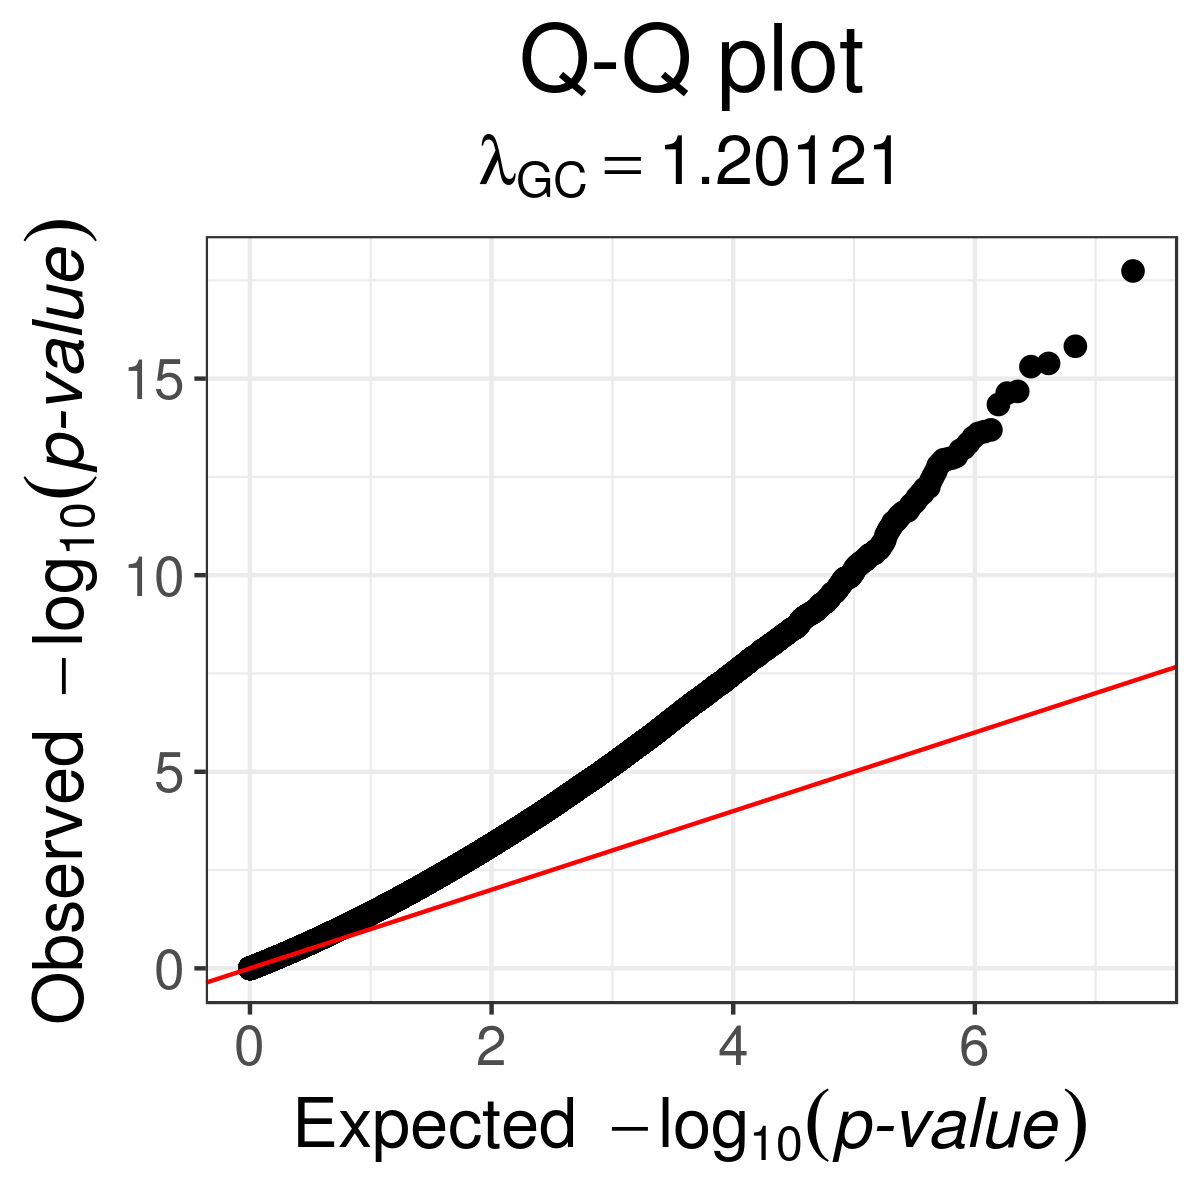 Q-Q plot
λGC = 1.20121
Observed −log10(p-value)
15
10
5
0
0 2 4 6
Expected −log10(p-value)